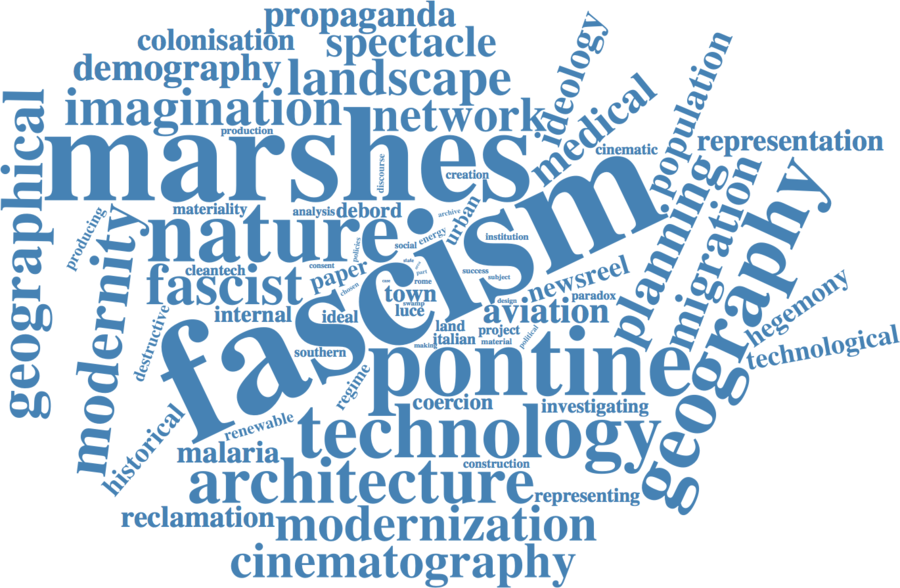 propaganda
colonisation
spectacle
demography
landscape
imagination
network
ideology
medical
population
production
marshes
discourse
creation
cinematic
representation
geographical
materiality
analysis
debord
archive
urban
planning
migration
geography
producing
modernity
nature
policies
social
energy
institution
cleantech
consent
paper
state
part
rome
success
subject
newsreel
fascist
chosen
town
luce
swamp
design
aviation
paradox
hegemony
internal
ideal
fascism
land
italian
project
material
political
making
technological
destructive
southern
pontine
regime
coercion
investigating
historical
renewable
technology
malaria
construction
architecture
representing
reclamation
modernization
cinematography